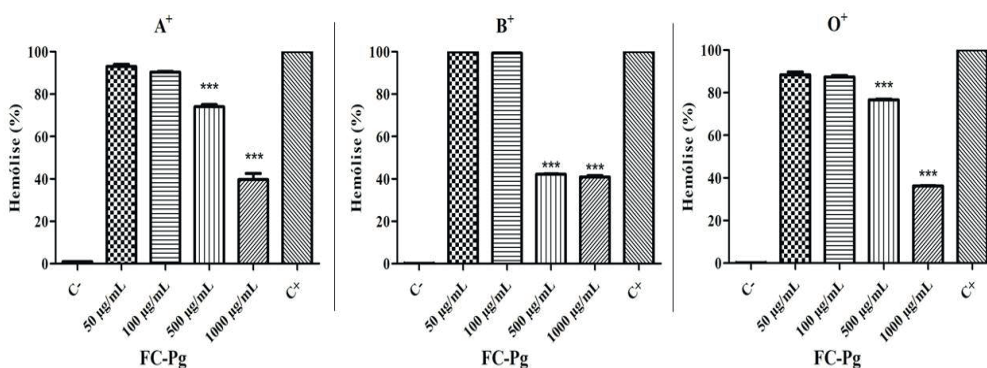 A+
Hemólise (%)
100
80
60
40
20
0
***
***
C-
50 µg/mL
100 µg/mL
500 µg/mL
1000 µg/mL
C+
FC-Pg
B+
Hemólise (%)
100
80
60
40
20
0
***
***
C-
50 µg/mL
100 µg/mL
500 µg/mL
1000 µg/mL
C+
FC-Pg
O+
Hemólise (%)
100
80
60
40
20
0
***
***
C-
50 µg/mL
100 µg/mL
500 µg/mL
1000 µg/mL
C+
FC-Pg